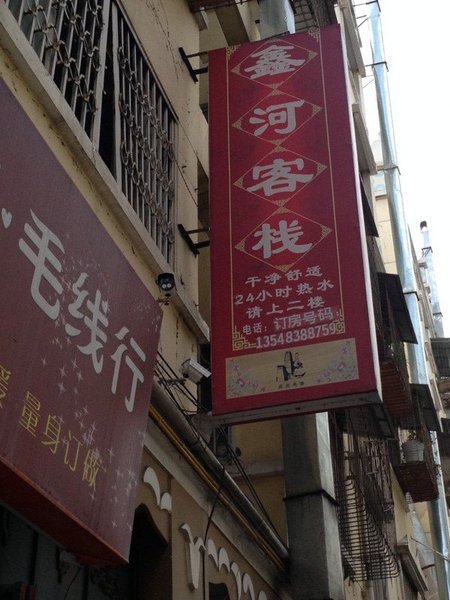 鑫河客栈
干净舒适
24小时热水
请上二楼
电话：订房号码
13548388759
毛线行
量身订做